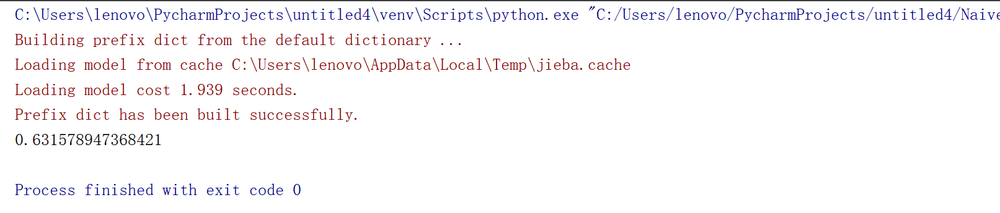 C:\Users\lenovo\PycharmProjects\untitled4\venv\Scripts\python.exe "C:/Users/lenovo/PycharmProjects/untitled4/Naive
Building prefix dict from the default dictionary ...
Loading model from cache C:\Users\lenovo\AppData\Local\Temp\jieba.cache
Loading model cost 1.939 seconds.
Prefix dict has been built successfully.
0.631578947368421
Process finished with exit code 0